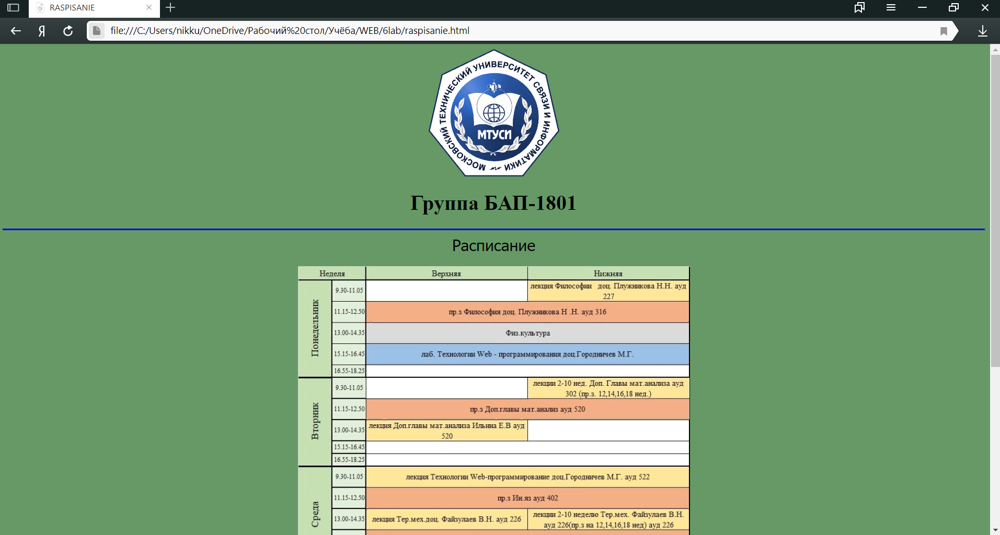 RASPISANIE
Я
file:///C:/Users/nikku/OneDrive/Рабочий%20стол/Учёба/WEB/6lab/raspisanie.html
МОСКОВСКИЙ ТЕХНИЧЕСКИЙ УНИВЕРСИТЕТ СВЯЗИ И ИНФОРМАТИКИ
МТУСИ
Группа БАП-1801
Расписание
Неделя Верхняя Нижняя
Понедельник
9.30-11.05 лекция Философии доц. Плужникова Н.Н. ауд
227
11.15-12.50 пр.з Философия доц. Плужникова Н .Н. ауд 316
13.00-14.35 Физ.культура
15.15-16.45 лаб. Технологии Web - программирования доц.Городничев М.Г.
16.55-18.25
Вторник
9.30-11.05 лекции 2-10 нед. Доп. Главы мат.анализа ауд
302 (пр.з. 12,14,16,18 нед.)
11.15-12.50 пр.з Доп.главы мат.анализ ауд 520
13.00-14.35 лекция Доп.главы мат.анализа Ильина Е.В ауд
520
15.15-16.45
16.55-18.25
Среда
9.30-11.05 лекция Технологии Web-программирование доц.Городничев М.Г. ауд 522
11.15-12.50 пр.з Ин.яз ауд 402
13.00-14.35 лекция Тер.мех.доц. Файзулаев В.Н. ауд 226 лекции 2-10 неделю Тер.мех. Файзулаев В.Н.
ауд 226(пр.з на 12,14,16,18 нед) ауд 226